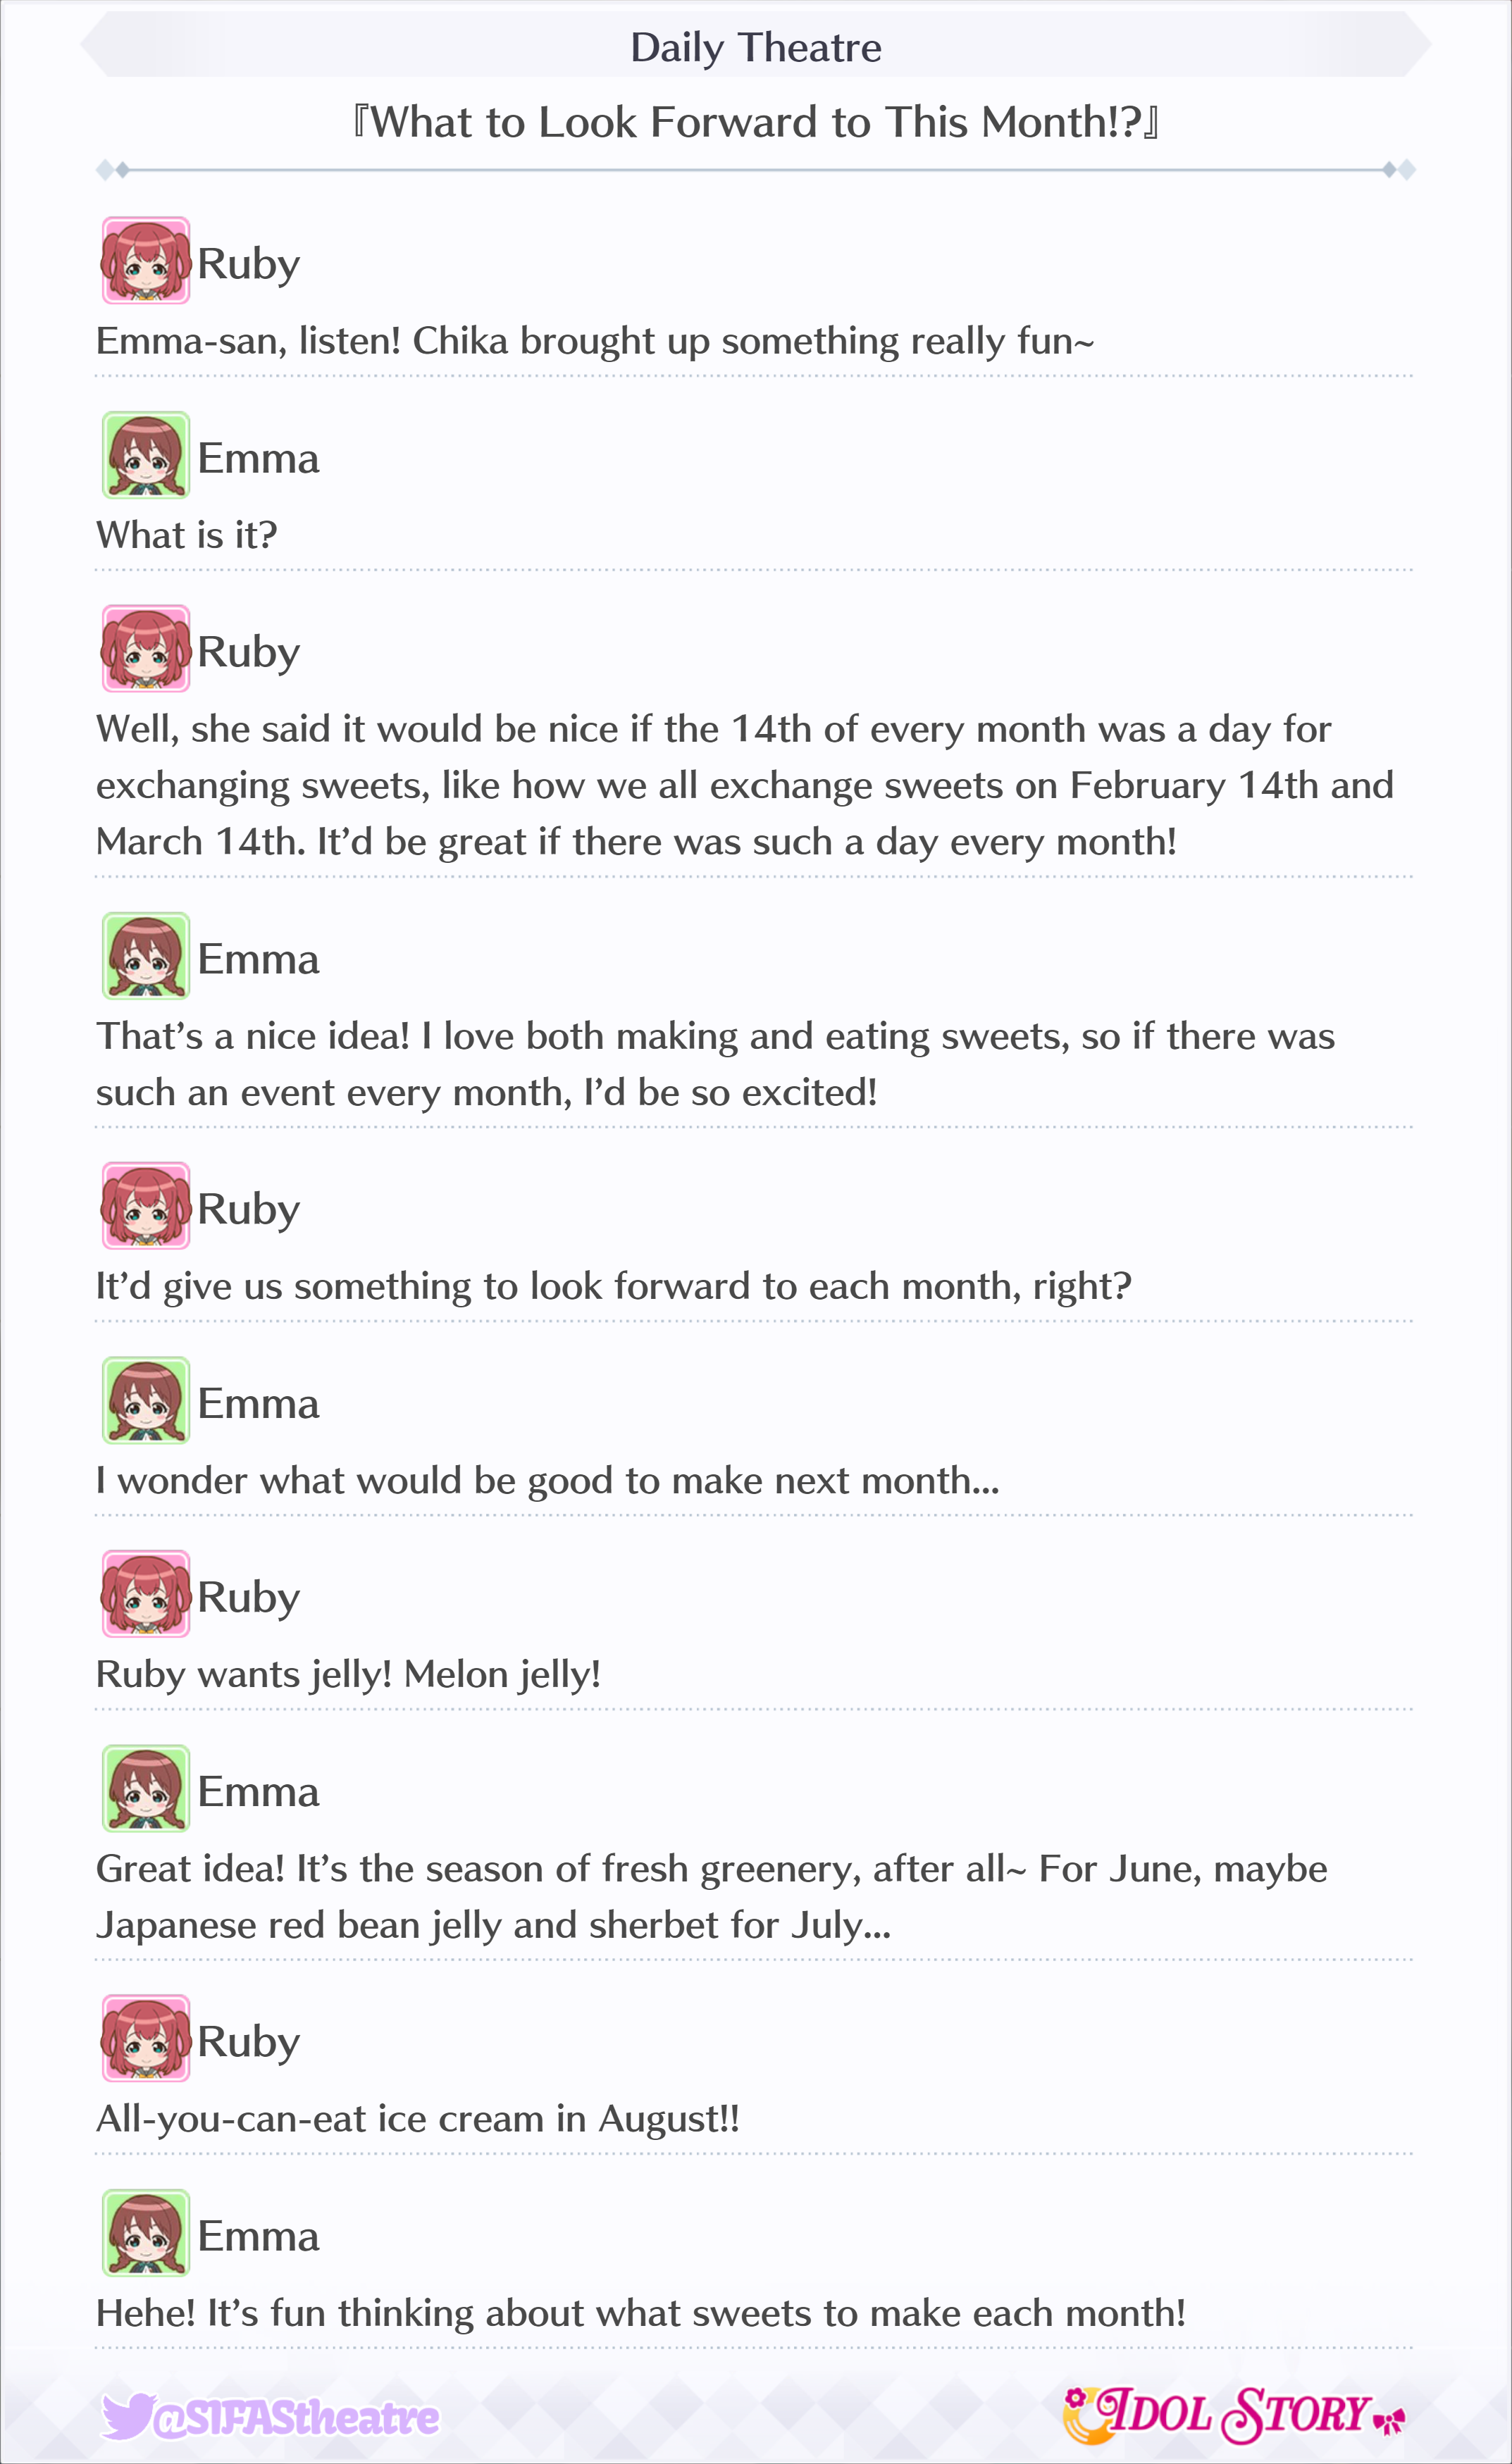 Daily Theatre
『What to Look Forward to This Month!?』
Ruby
Emma-san, listen! Chika brought up something really fun~
Emma
What is it?
Ruby
Well, she said it would be nice if the 14th of every month was a day for
exchanging sweets, like how we all exchange sweets on February 14th and
March 14th. It’d be great if there was such a day every month!
Emma
That’s a nice idea! I love both making and eating sweets, so if there was
such an event every month, I’d be so excited!
Ruby
It’d give us something to look forward to each month, right?
Emma
I wonder what would be good to make next month...
Ruby
Ruby wants jelly! Melon jelly!
Emma
Great idea! It’s the season of fresh greenery, after all~ For June, maybe
Japanese red bean jelly and sherbet for July...
Ruby
All-you-can-eat ice cream in August!!
Emma
Hehe! It’s fun thinking about what sweets to make each month!
@SIFAStheatre
IDOL STORY